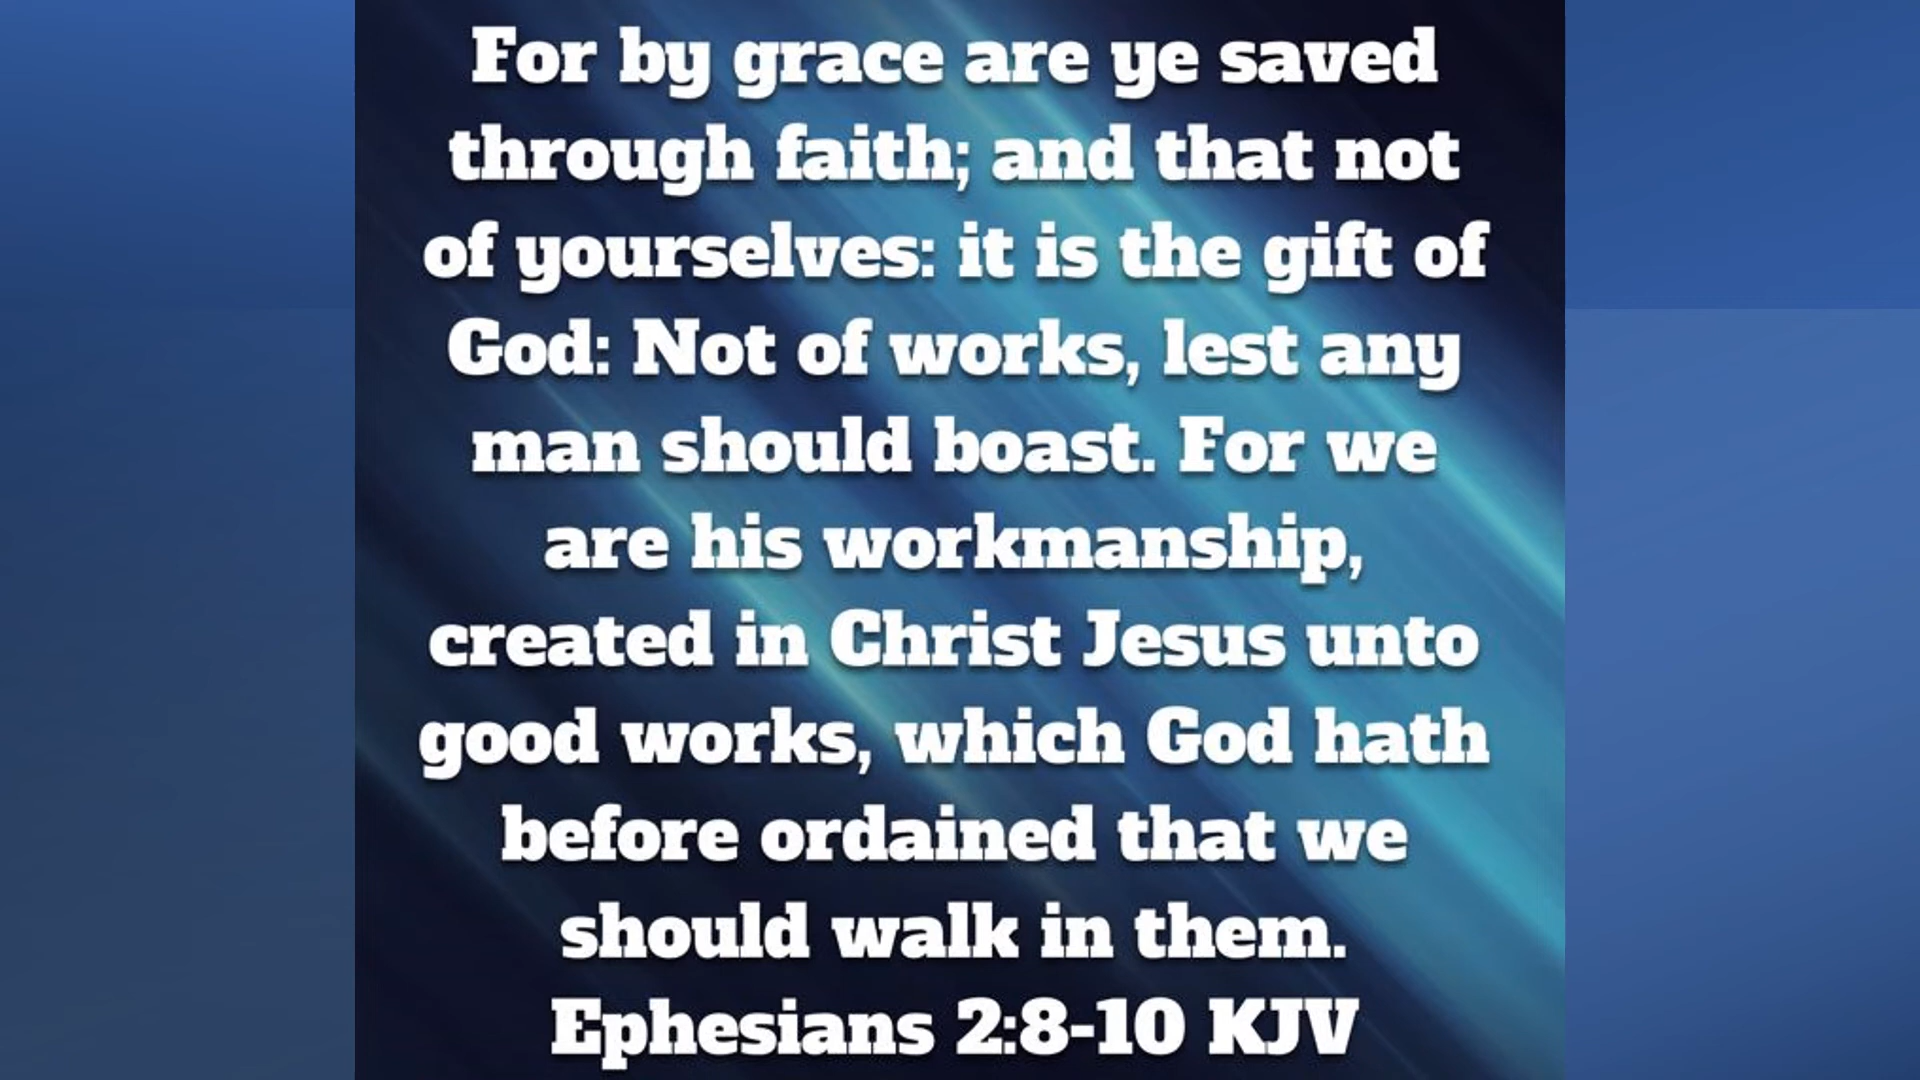 For by grace are ye saved
through faith; and that not
of yourselves: it is the gift of
God: Not of works, lest any
man should boast. For we
are his workmanship,
created in Christ Jesus unto
good works, which God hath
before ordained that we
should walk in them.
Ephesians 2:8-10 KJV